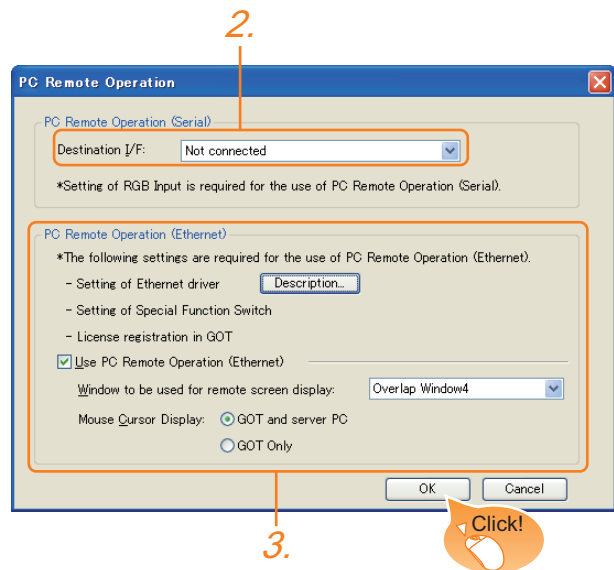 2.
PC Remote Operation
PC Remote Operation (Serial)
Destination I/F: Not connected
*Setting of RGB Input is required for the use of PC Remote Operation (Serial).
PC Remote Operation (Ethernet)
*The following settings are required for the use of PC Remote Operation (Ethernet).
- Setting of Ethernet driver Description...
- Setting of Special Function Switch
- License registration in GOT
Use PC Remote Operation (Ethernet)
Window to be used for remote screen display: Overlap Window4
Mouse Cursor Display: GOT and server PC
GOT Only
OK Cancel
Click!
3.